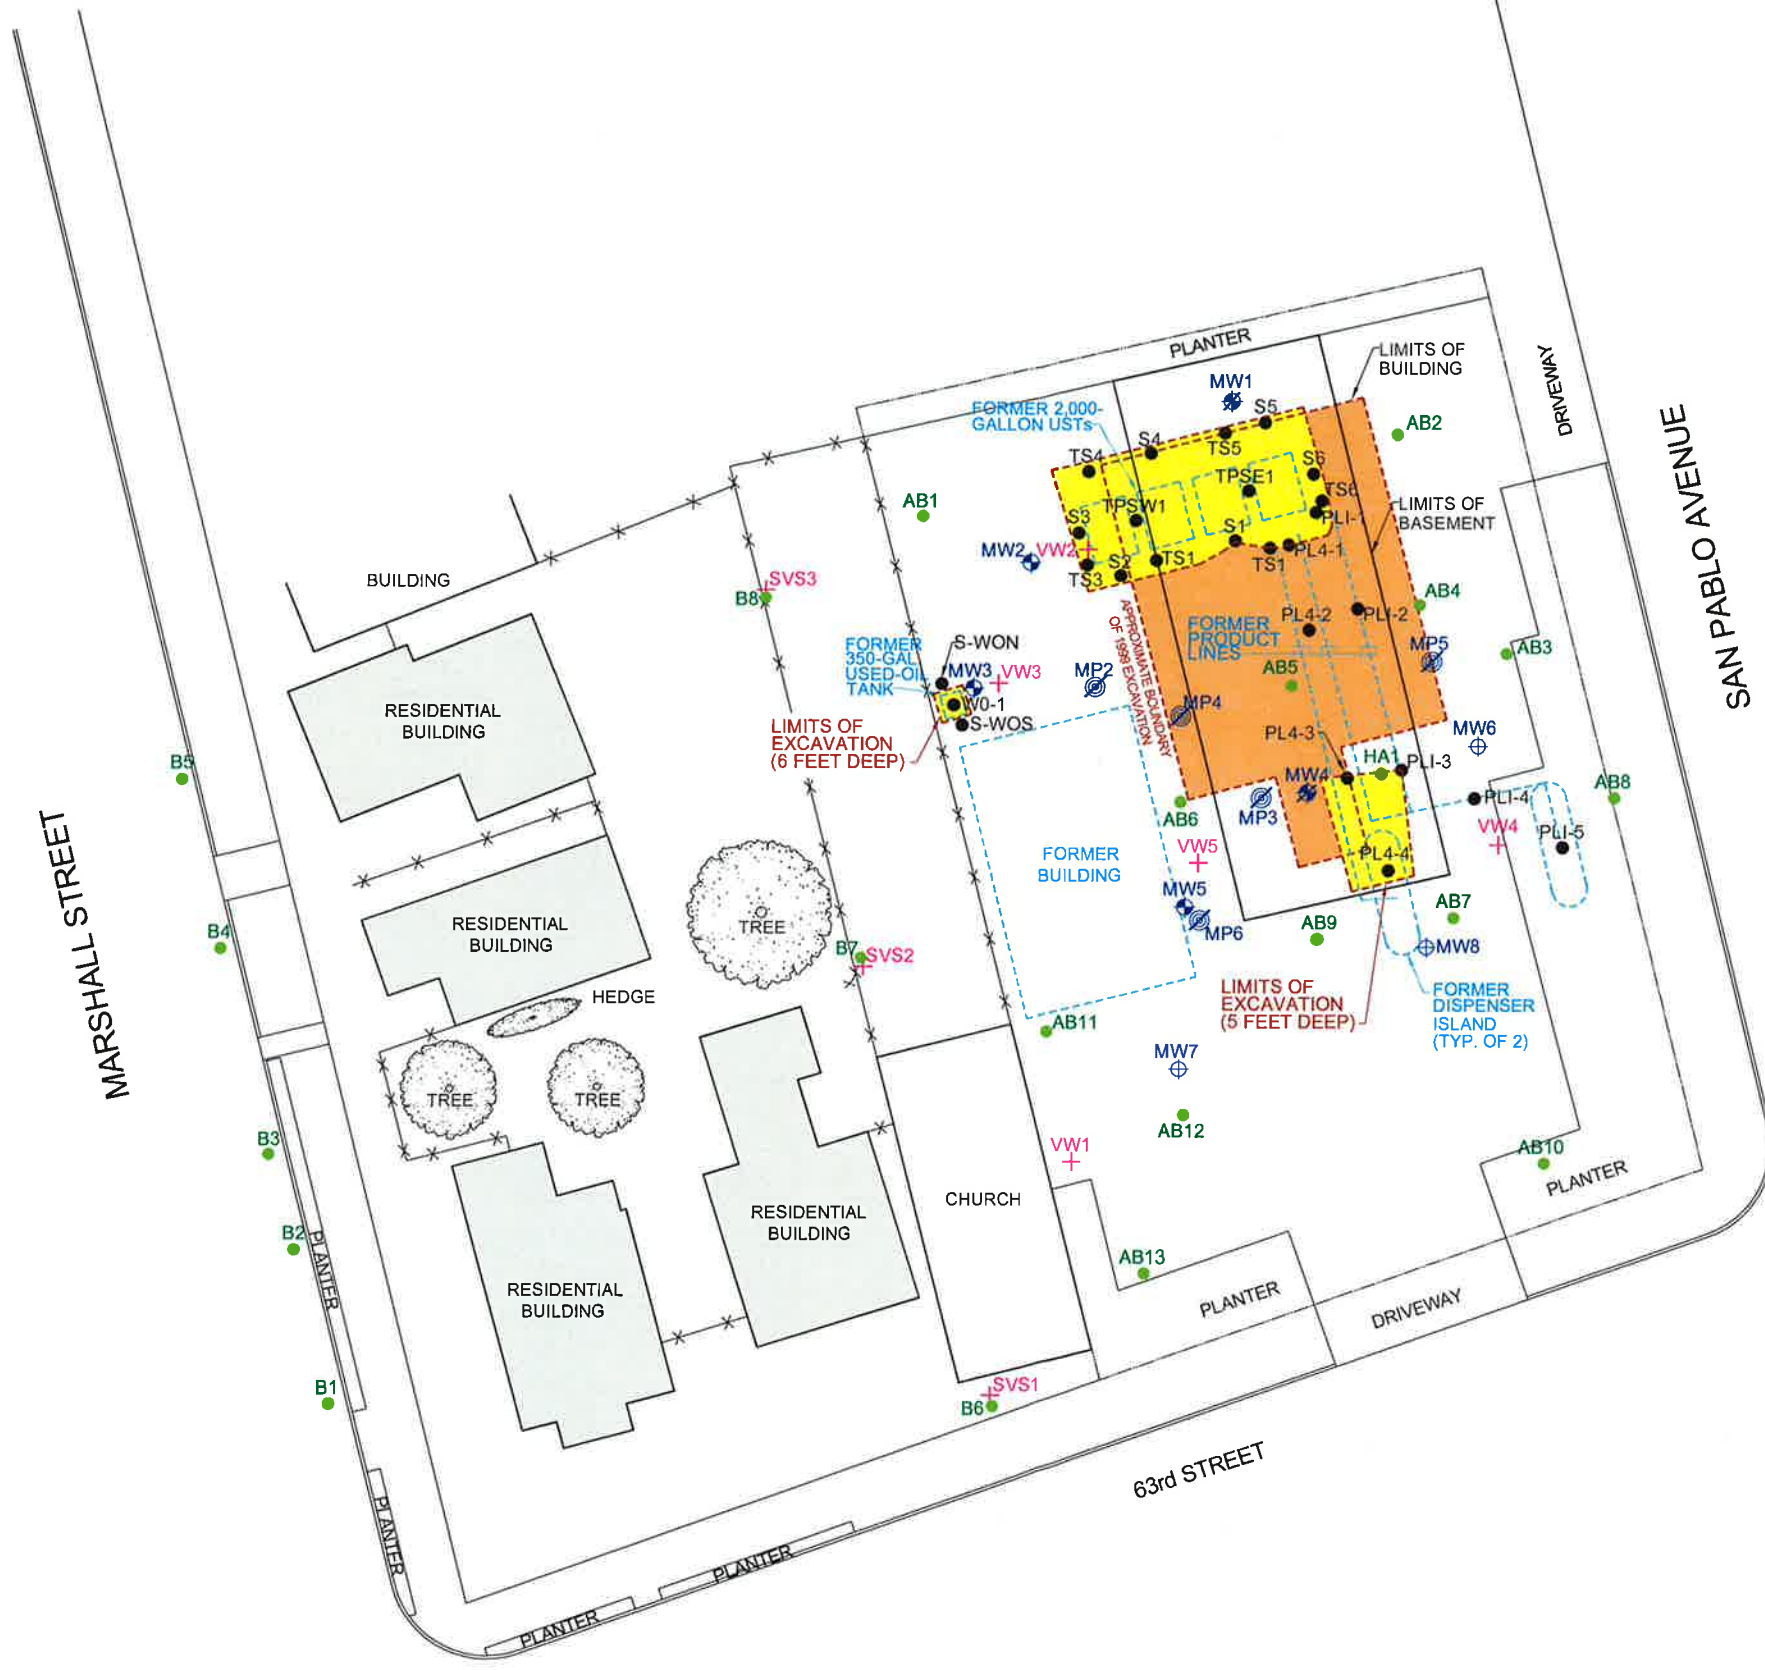 PLANTER
LIMITS OF
BUILDING
DRIVEWAY
SAN PABLO AVENUE
MW1
FORMER 2,000-
GALLON USTs
S5
S4
TS5
AB2
TS4
S6
TPSE1
TS6
AB1
TPSW1
LIMITS OF
BASEMENT
PLI-1
S3
S1
MW2
VW2
TS1
PL4-1
TS1
S2
TS3
BUILDING
SVS3
B8
AB4
APPROXIMATE BOUNDARY
OF 1999 EXCAVATION
PL4-2
PLI-2
FORMER
PRODUCT
LINES
S-WON
FORMER
350-GAL
USED-OIL
TANK
MW3
VW3
MP2
AB5
MP5
AB3
RESIDENTIAL
BUILDING
W0-1
S-WOS
MP4
LIMITS OF
EXCAVATION
(6 FEET DEEP)
PL4-3
MW6
HA1
PLI-3
B5
MW4
AB8
PLI-4
MP3
AB6
VW4
PLI-5
VW5
FORMER
BUILDING
PL4-4
MARSHALL STREET
MW5
AB7
AB9
MP6
B4
RESIDENTIAL
BUILDING
TREE
B7
SVS2
MW8
HEDGE
LIMITS OF
EXCAVATION
(5 FEET DEEP)
FORMER
DISPENSER
ISLAND
(TYP. OF 2)
AB11
MW7
TREE
TREE
AB12
B3
VW1
AB10
PLANTER
CHURCH
RESIDENTIAL
BUILDING
B2
PLANTER
AB13
RESIDENTIAL
BUILDING
PLANTER
DRIVEWAY
B1
SVS1
B6
63rd STREET
PLANTER
PLANTER
PLANTER